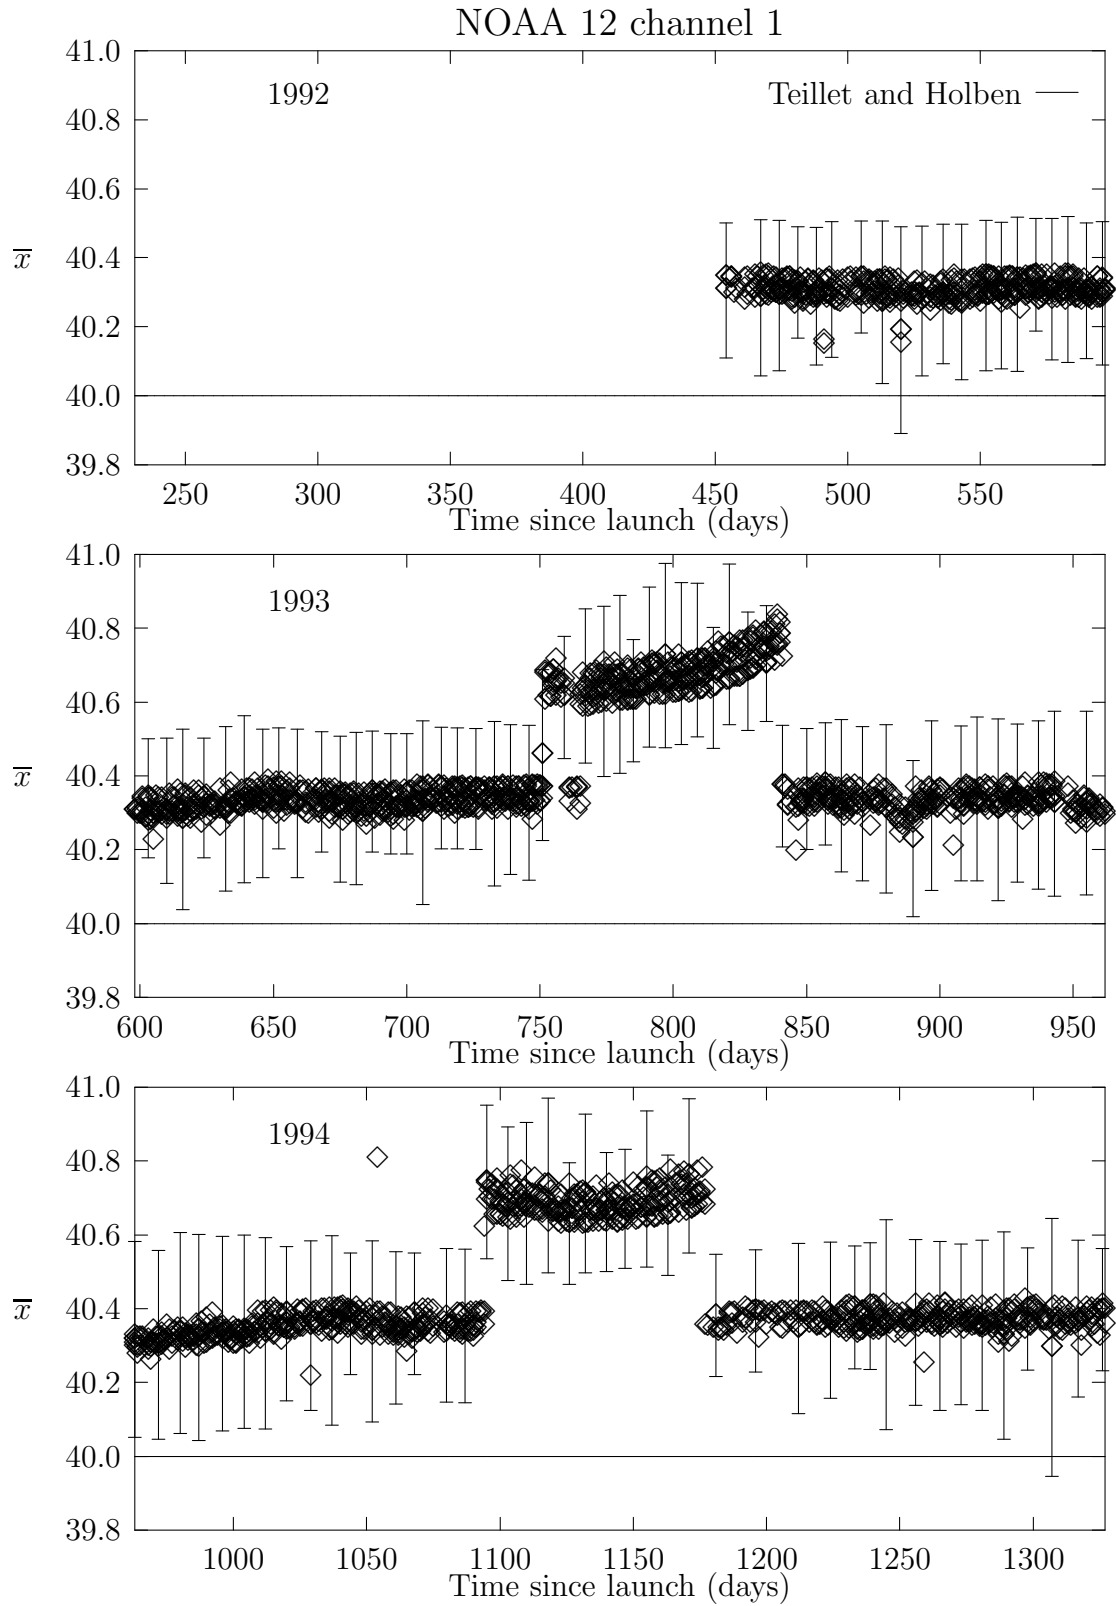 NOAA 12 channel 1
41.0
40.8
40.6
40.4
40.2
40.0
39.8
x̅
1992
Teillet and Holben
250 300 350 400 450 500 550
Time since launch (days)
41.0
40.8
40.6
40.4
40.2
40.0
39.8
x̅
1993
600 650 700 750 800 850 900 950
Time since launch (days)
41.0
40.8
40.6
40.4
40.2
40.0
39.8
x̅
1994
1000 1050 1100 1150 1200 1250 1300
Time since launch (days)